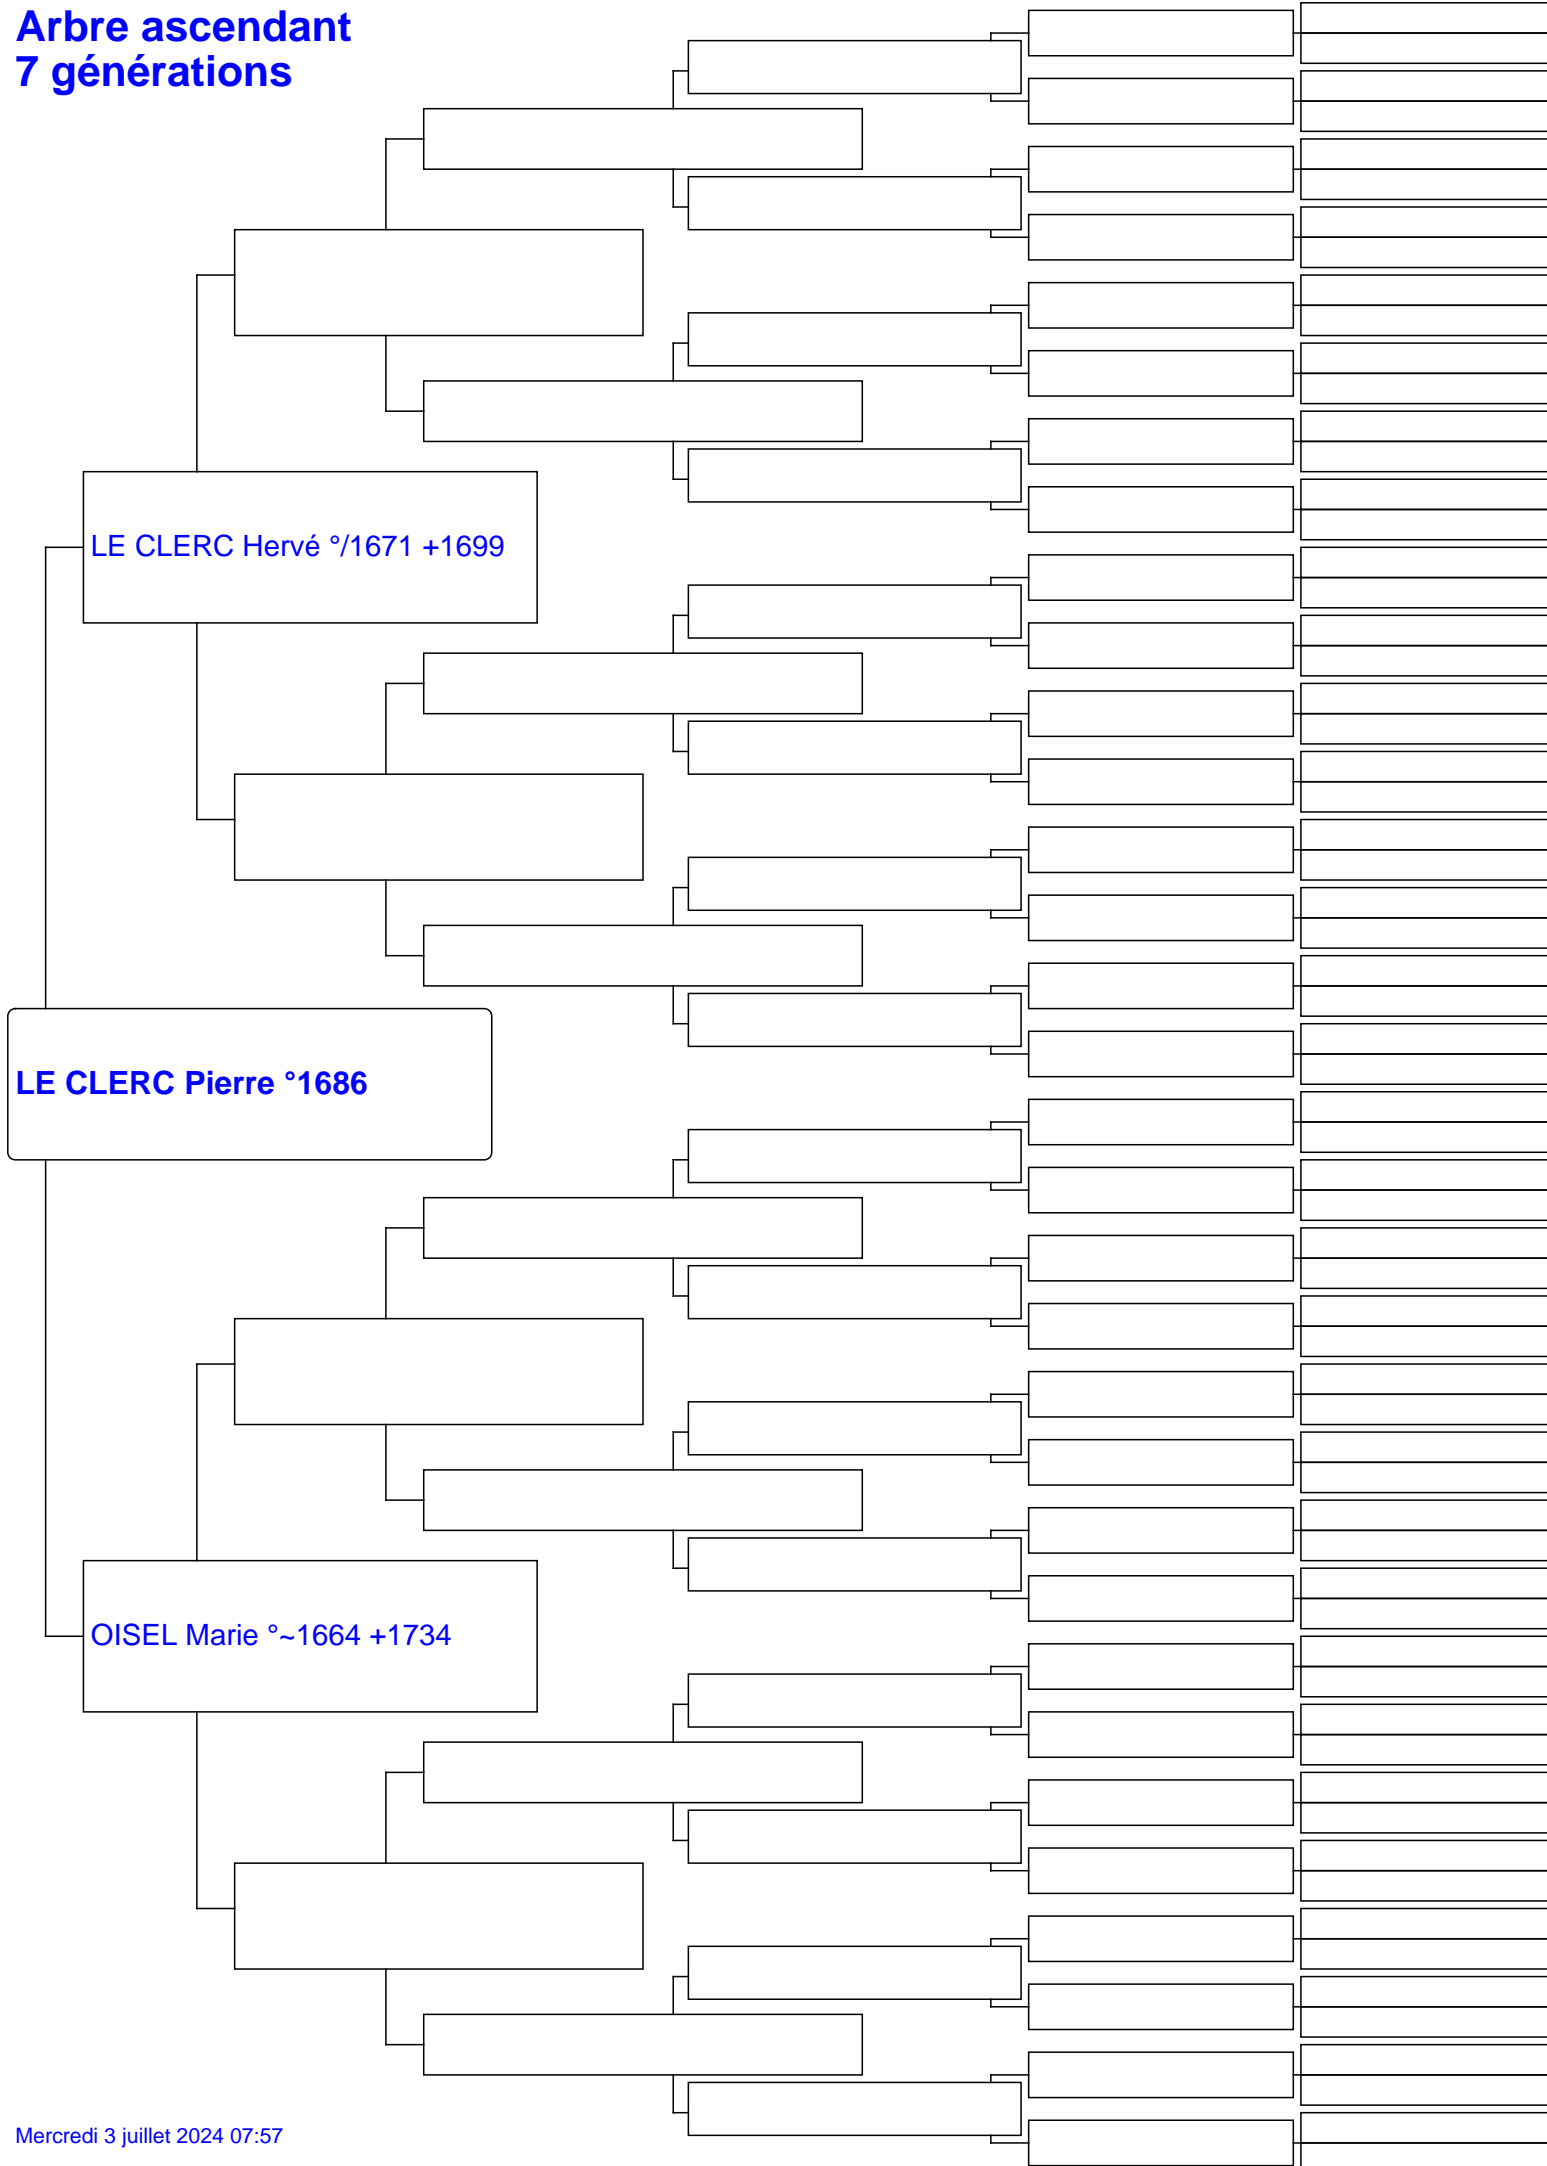 Arbre ascendant
7 générations
LE CLERC Hervé °/1671 +1699
LE CLERC Pierre °1686
OISEL Marie °~1664 +1734
Mercredi 3 juillet 2024 07:57